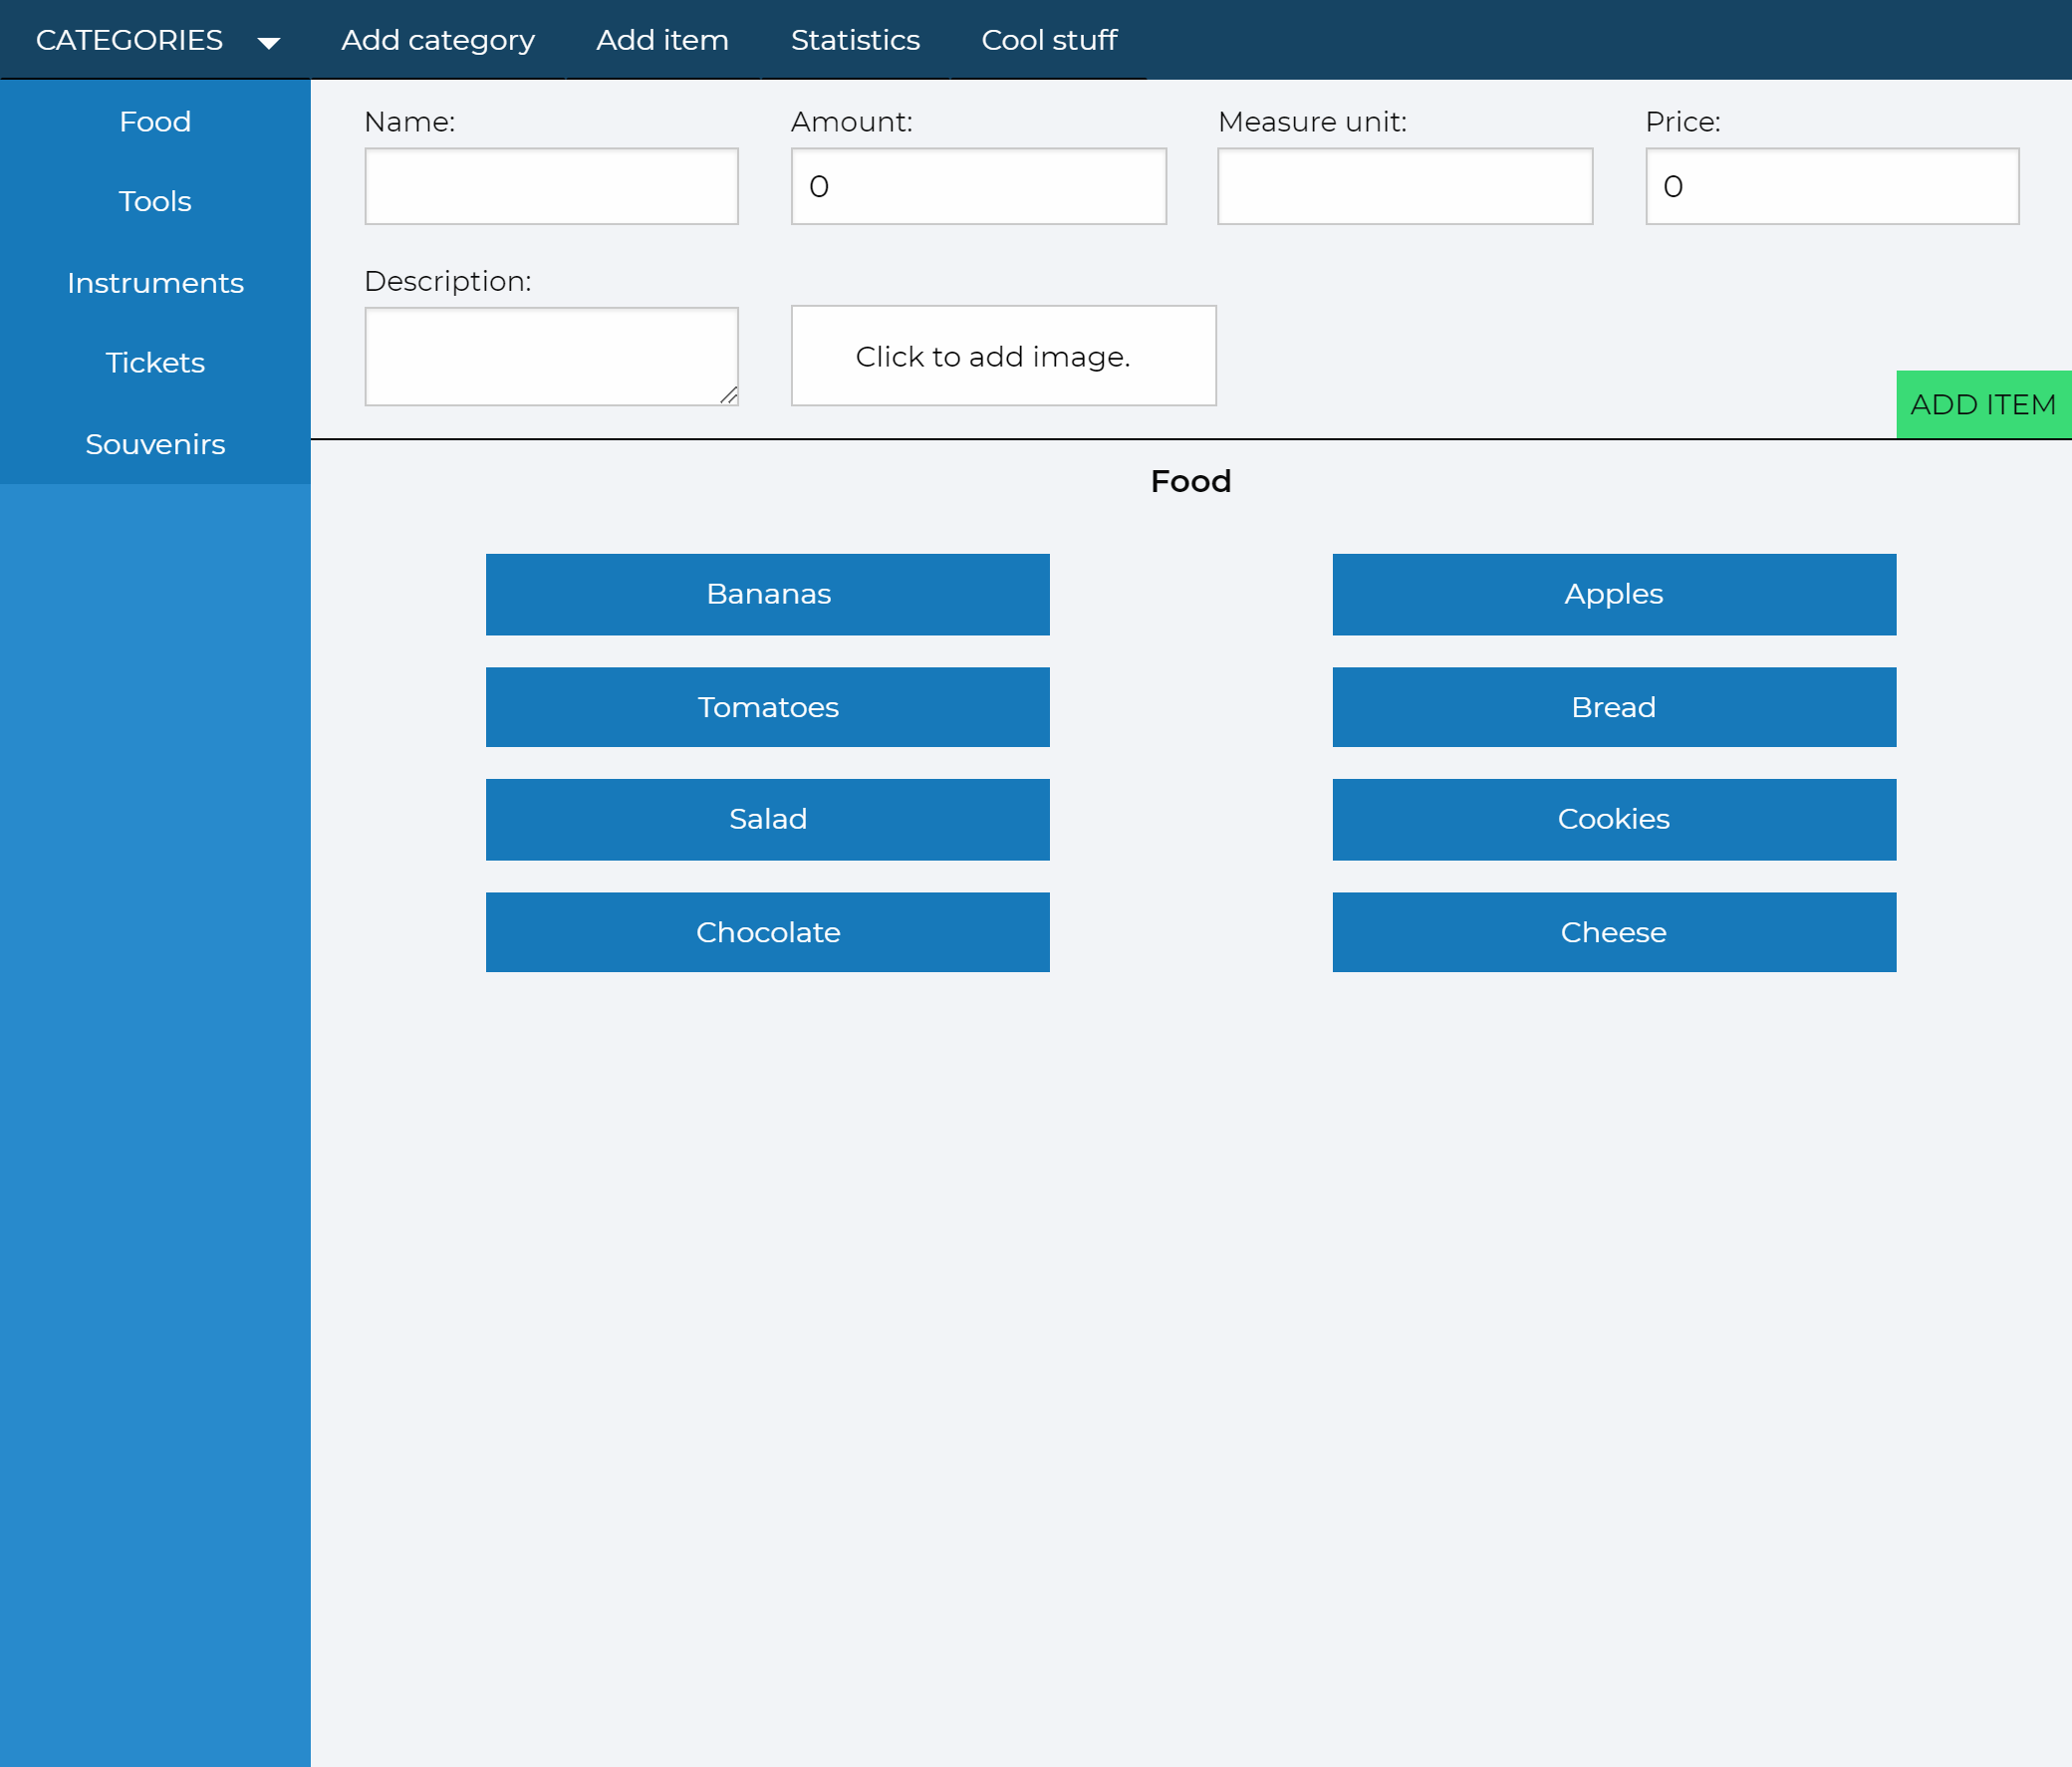 CATEGORIES Add category Add item Statistics Cool stuff
Food
Tools
Instruments
Tickets
Souvenirs
Name: Amount: Measure unit: Price:
0 0
Description:
Click to add image.
ADD ITEM
Food
Bananas Apples
Tomatoes Bread
Salad Cookies
Chocolate Cheese